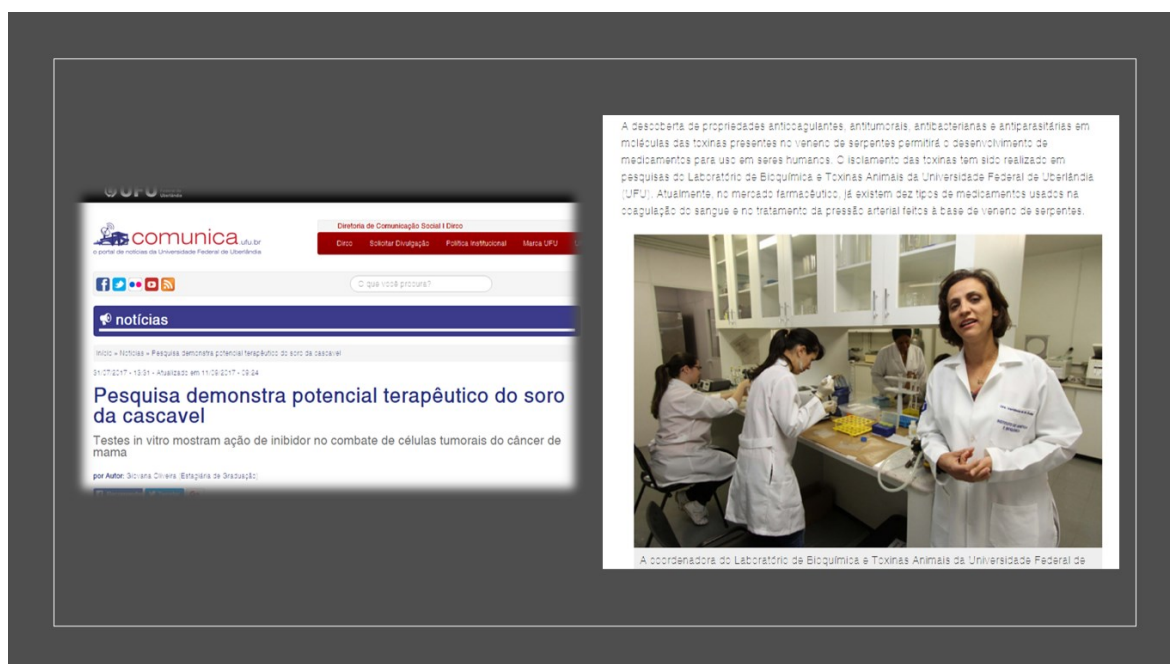 UFU
comunica.ufu.br
o portal de notícias da Universidade Federal de Uberlândia
Diretoria de Comunicação Social | Dirco
Dirco Solicitar Divulgação Política Institucional Marca UFU
O que você procura?
notícias
Início » Notícias » Pesquisa demonstra potencial terapêutico do soro da cascavel
31/07/2017 - 13:31 - Atualizado em 11/09/2017 - 09:24
Pesquisa demonstra potencial terapêutico do soro
da cascavel
Testes in vitro mostram ação de inibidor no combate de células tumorais do câncer de
mama
por Autor: Giovana Oliveira (Estagiária de Graduação)
A descoberta de propriedades anticoagulantes, antitumorais, antibacterianas e antiparasitárias em
moléculas das toxinas presentes no veneno de serpentes permitirá o desenvolvimento de
medicamentos para uso em seres humanos. O isolamento das toxinas tem sido realizado em
pesquisas do Laboratório de Bioquímica e Toxinas Animais da Universidade Federal de Uberlândia
(UFU). Atualmente, no mercado farmacêutico, já existem dez tipos de medicamentos usados na
coagulação do sangue e no tratamento da pressão arterial feitos à base de veneno de serpentes.
A coordenadora do Laboratório de Bioquímica e Toxinas Animais da Universidade Federal de